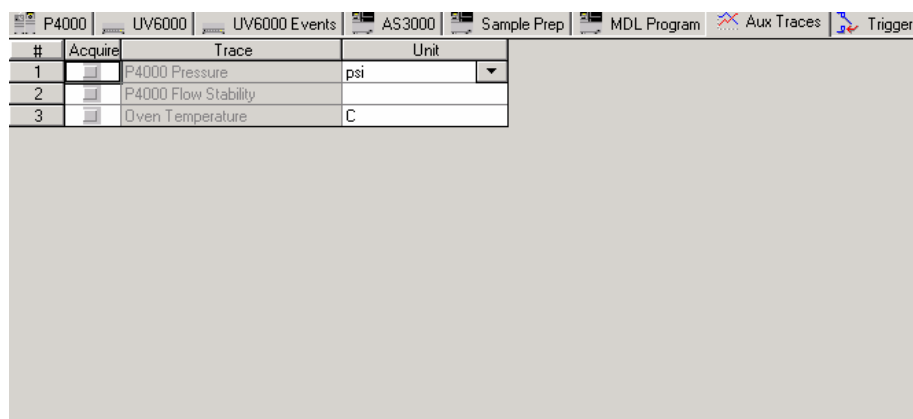 P4000 UV6000 UV6000 Events AS3000 Sample Prep MDL Program Aux Traces Trigger
# Acquire Trace Unit
1 P4000 Pressure psi
2 P4000 Flow Stability
3 Oven Temperature C